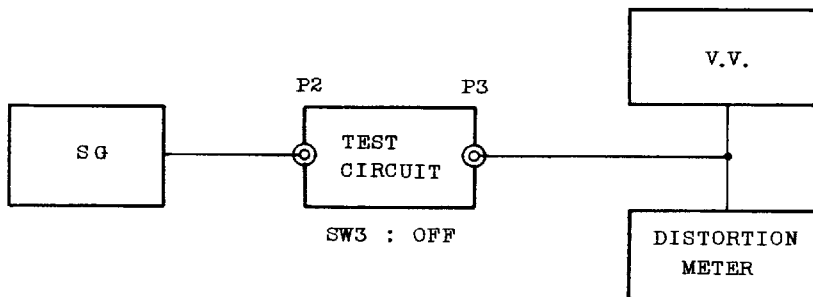 V.V.
P2
P3
SG
TEST
CIRCUIT
SW3 : OFF
DISTORTION
METER